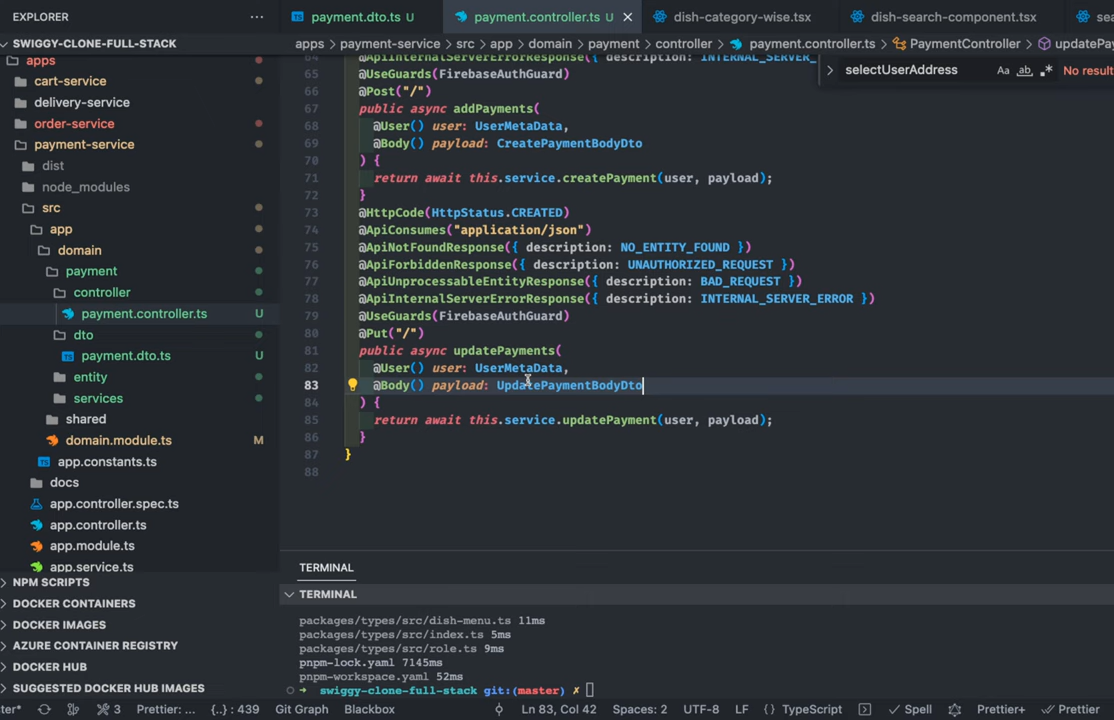 EXPLORER
payment.dto.ts U
payment.controller.ts U
dish-category-wise.tsx
dish-search-component.tsx
SWIGGY-CLONE-FULL-STACK
apps > payment-service > src > app > domain > payment > controller > payment.controller.ts > PaymentController >
selectUserAddress
Aa ab
No result
apps
cart-service
delivery-service
order-service
payment-service
dist
node_modules
src
app
domain
payment
controller
payment.controller.ts U
dto
payment.dto.ts U
entity
services
shared
domain.module.ts M
app.constants.ts
docs
app.controller.spec.ts
app.controller.ts
app.module.ts
app.service.ts
NPM SCRIPTS
DOCKER CONTAINERS
DOCKER IMAGES
AZURE CONTAINER REGISTRY
DOCKER HUB
SUGGESTED DOCKER HUB IMAGES
64 @ApiInternalServerErrorResponse({ description: INTERNAL_SERVER_
65 @UseGuards(FirebaseAuthGuard)
66 @Post("/")
67 public async addPayments(
68 @User() user: UserMetaData,
69 @Body() payload: CreatePaymentBodyDto
70 ) {
71 return await this.service.createPayment(user, payload);
72 }
73 @HttpCode(HttpStatus.CREATED)
74 @ApiConsumes("application/json")
75 @ApiNotFoundResponse({ description: NO_ENTITY_FOUND })
76 @ApiForbiddenResponse({ description: UNAUTHORIZED_REQUEST })
77 @ApiUnprocessableEntityResponse({ description: BAD_REQUEST })
78 @ApiInternalServerErrorResponse({ description: INTERNAL_SERVER_ERROR })
79 @UseGuards(FirebaseAuthGuard)
80 @Put("/")
81 public async updatePayments(
82 @User() user: UserMetaData,
83 @Body() payload: UpdatePaymentBodyDto
84 ) {
85 return await this.service.updatePayment(user, payload);
86 }
87 }
88
TERMINAL
TERMINAL
packages/types/src/dish-menu.ts 11ms
packages/types/src/index.ts 5ms
packages/types/src/role.ts 9ms
pnpm-lock.yaml 7145ms
pnpm-workspace.yaml 52ms
swiggy-clone-full-stack git:(master) ✗
ter* 3 Prettier: ... {..} : 439 Git Graph Blackbox Ln 83, Col 42 Spaces: 2 UTF-8 LF {} TypeScript Spell Prettier+ Prettier